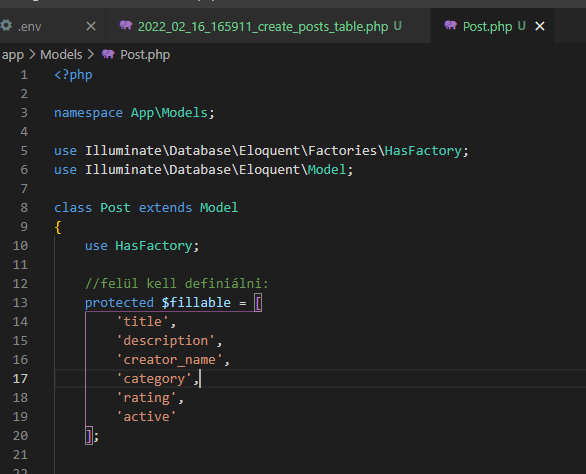 .env
2022_02_16_165911_create_posts_table.php U
Post.php U
app > Models > Post.php
1 <?php
2
3 namespace App\Models;
4
5 use Illuminate\Database\Eloquent\Factories\HasFactory;
6 use Illuminate\Database\Eloquent\Model;
7
8 class Post extends Model
9 {
10 use HasFactory;
11
12 //felül kell definiálni:
13 protected $fillable = [
14 'title',
15 'description',
16 'creator_name',
17 'category',
18 'rating',
19 'active'
20 ];
21
22